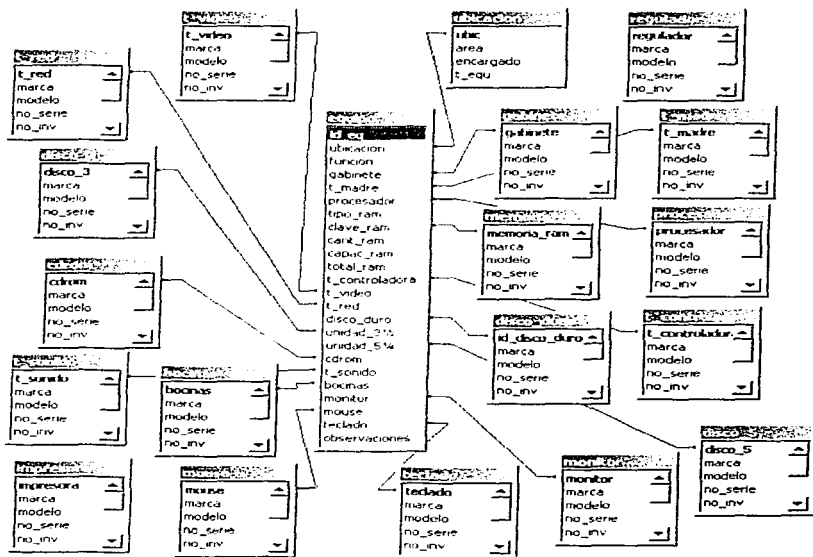 t_video
marca
modelo
no_serie
no_inv
ubic
area
encargado
t_equ
regulador
marca
modelo
no_serie
no_inv
t_red
marca
modelo
no_serie
no_inv
id_eq
ubicacion
funcion
gabinete
t_madre
procesador
tipo_ram
clave_ram
cant_ram
capac_ram
total_ram
t_controladora
t_video
t_red
disco_duro
unidad_3½
unidad_5¼
cdrom
t_sonido
bocinas
monitor
mouse
teclado
observaciones
gabinete
marca
modelo
no_serie
no_inv
t_madre
marca
modelo
no_serie
no_inv
disco_3
marca
modelo
no_serie
no_inv
memoria_ram
marca
modelo
no_serie
no_inv
procesador
marca
modelo
no_serie
no_inv
cdrom
marca
modelo
no_serie
no_inv
id_disco_duro
marca
modelo
no_serie
no_inv
t_controlador
marca
modelo
no_serie
no_inv
t_sonido
marca
modelo
no_serie
no_inv
bocinas
marca
modelo
no_serie
no_inv
disco_5
marca
modelo
no_serie
no_inv
impresora
marca
modelo
no_serie
no_inv
mouse
marca
modelo
no_serie
no_inv
teclado
marca
modelo
no_serie
no_inv
monitor
marca
modelo
no_serie
no_inv